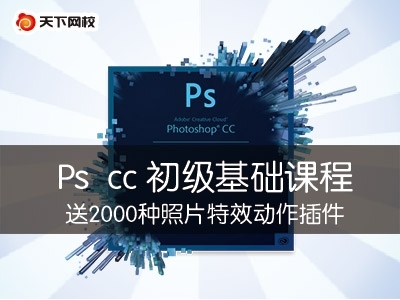 天下网校
Ps
Adobe Creative Cloud
Photoshop® CC
Ps cc 初级基础课程
送2000种照片特效动作插件